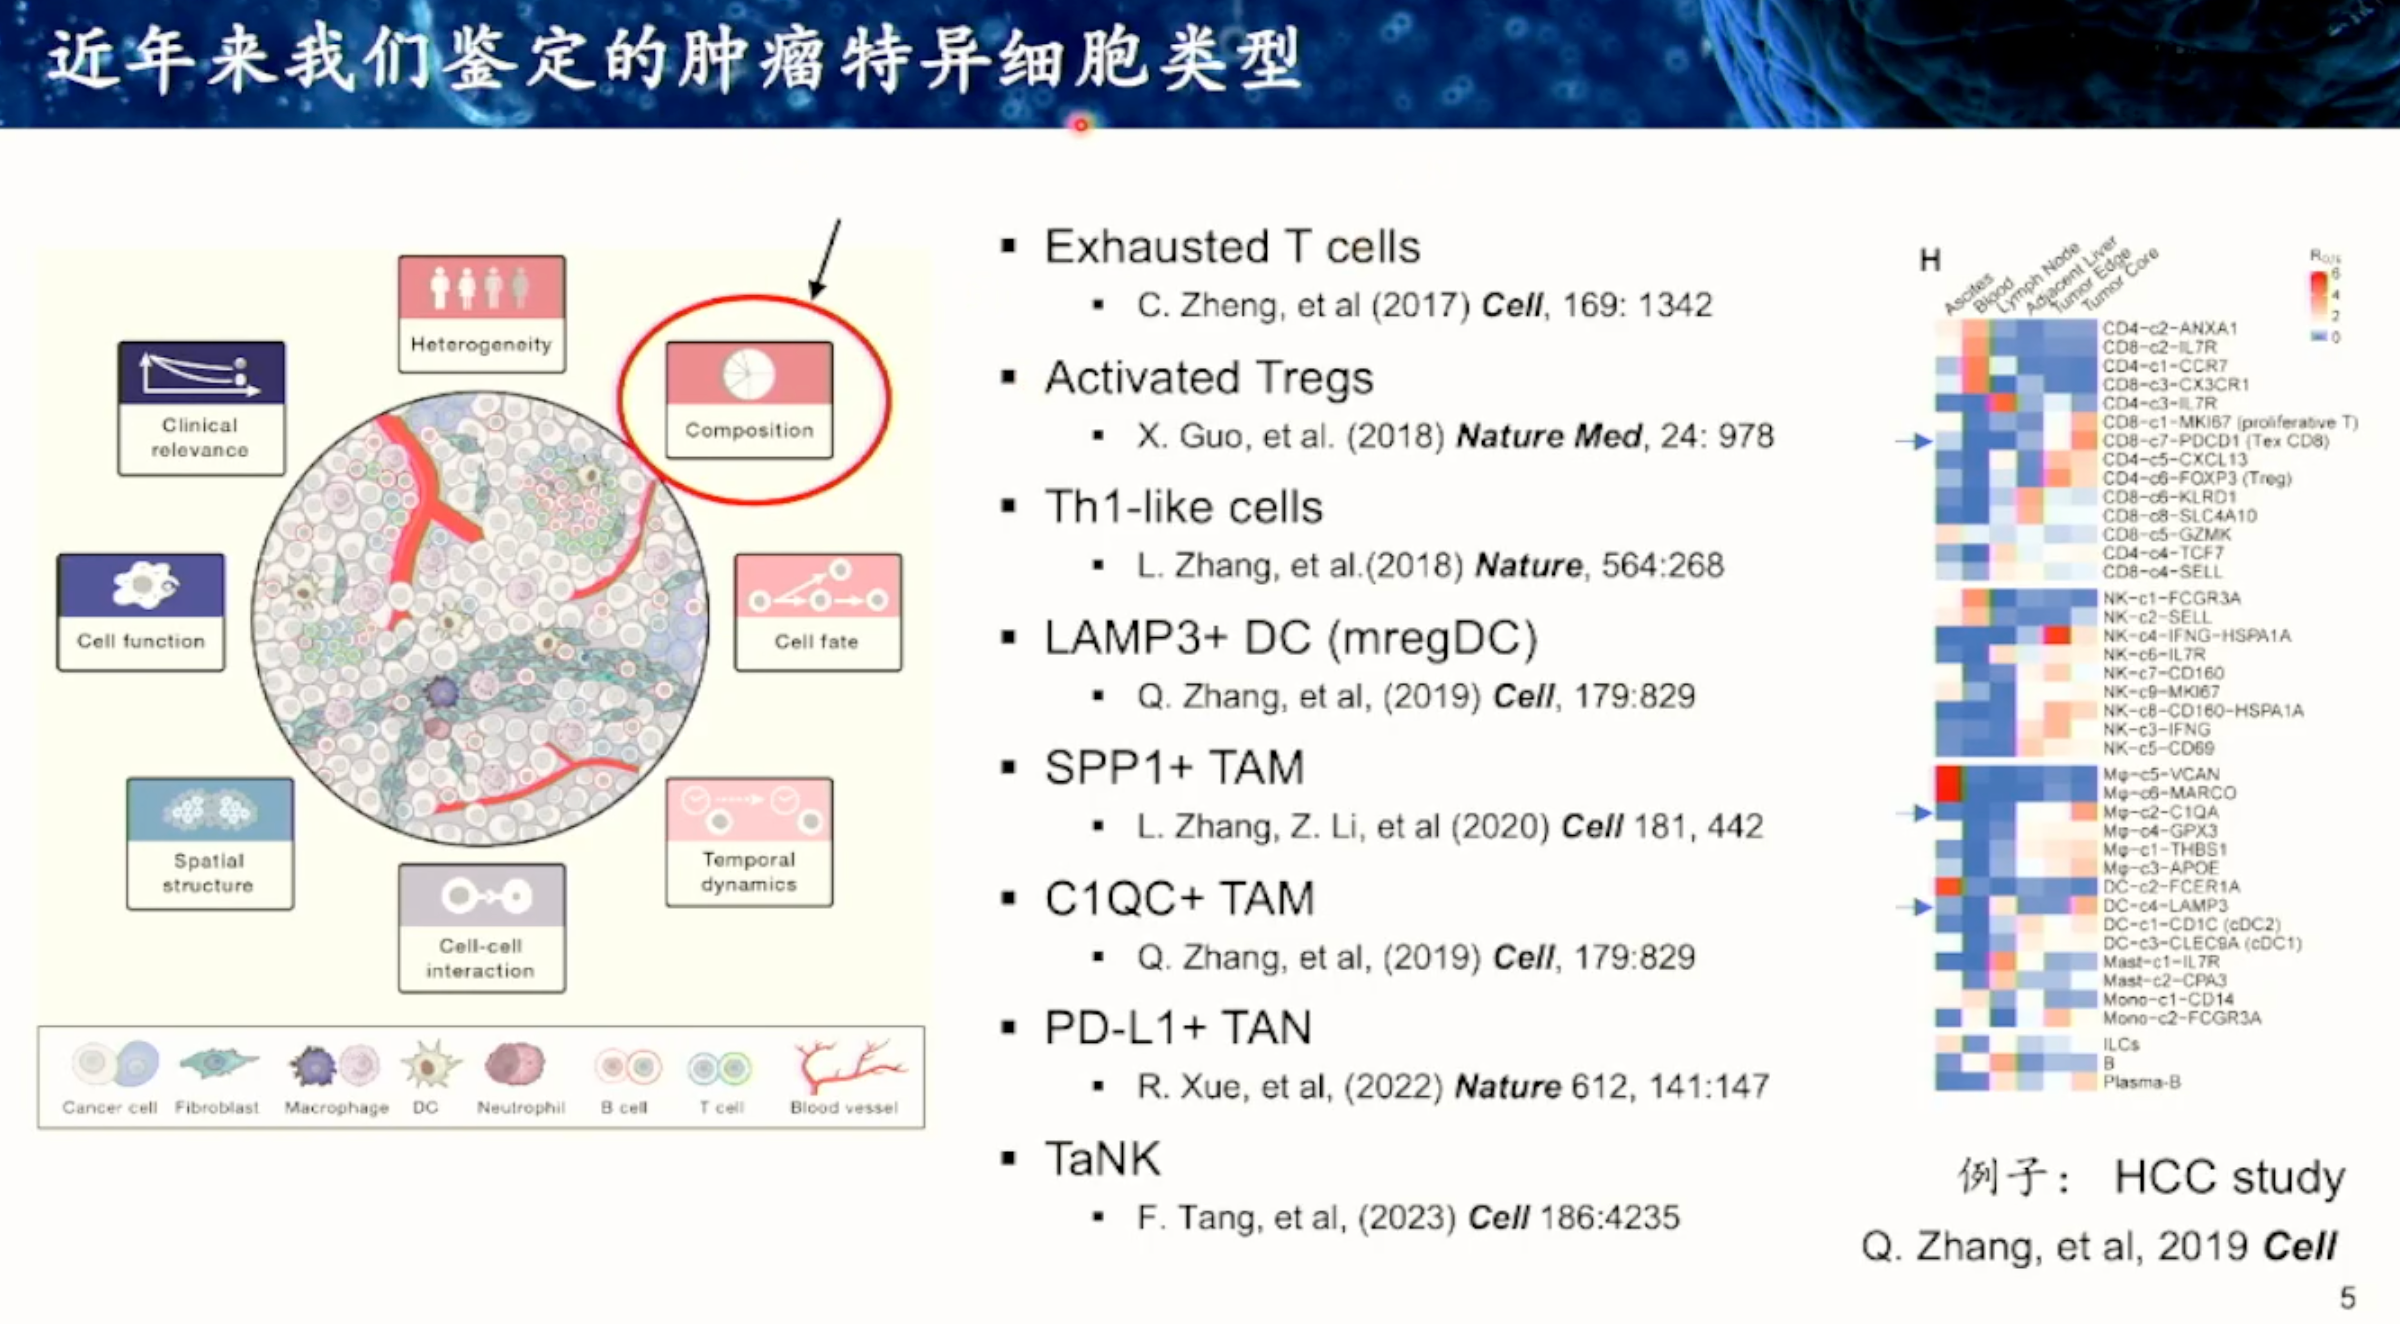 近年来我们鉴定的肿瘤特异细胞类型
Heterogeneity
Composition
Clinical
relevance
Cell function
Cell fate
Spatial
structure
Temporal
dynamics
Cell-cell
interaction
Cancer cell
Fibroblast
Macrophage
DC
Neutrophil
B cell
T cell
Blood vessel
▪ Exhausted T cells
▪ C. Zheng, et al (2017) Cell, 169: 1342
▪ Activated Tregs
▪ X. Guo, et al. (2018) Nature Med, 24: 978
▪ Th1-like cells
▪ L. Zhang, et al.(2018) Nature, 564:268
▪ LAMP3+ DC (mregDC)
▪ Q. Zhang, et al, (2019) Cell, 179:829
▪ SPP1+ TAM
▪ L. Zhang, Z. Li, et al (2020) Cell 181, 442
▪ C1QC+ TAM
▪ Q. Zhang, et al, (2019) Cell, 179:829
▪ PD-L1+ TAN
▪ R. Xue, et al, (2022) Nature 612, 141:147
▪ TaNK
▪ F. Tang, et al, (2023) Cell 186:4235
H
Ascites
Blood
Lymph Node
Adjacent Liver
Tumor Edge
Tumor Core
Ro/e
6
4
2
0
CD4-c2-ANXA1
CD8-c2-IL7R
CD4-c1-CCR7
CD8-c3-CX3CR1
CD4-c3-IL7R
CD8-c1-MKI67 (proliferative T)
CD8-c7-PDCD1 (Tex CD8)
CD4-c5-CXCL13
CD4-c6-FOXP3 (Treg)
CD8-c6-KLRD1
CD8-c8-SLC4A10
CD8-c5-GZMK
CD4-c4-TCF7
CD8-c4-SELL
NK-c1-FCGR3A
NK-c2-SELL
NK-c4-IFNG-HSPA1A
NK-c6-IL7R
NK-c7-CD160
NK-c9-MKI67
NK-c8-CD160-HSPA1A
NK-c3-IFNG
NK-c5-CD69
Mφ-c5-VCAN
Mφ-c6-MARCO
Mφ-c2-C1QA
Mφ-c4-GPX3
Mφ-c1-THBS1
Mφ-c3-APOE
DC-c2-FCER1A
DC-c4-LAMP3
DC-c1-CD1C (cDC2)
DC-c3-CLEC9A (cDC1)
Mast-c1-IL7R
Mast-c2-CPA3
Mono-c1-CD14
Mono-c2-FCGR3A
ILCs
B
Plasma-B
例子： HCC study
Q. Zhang, et al, 2019 Cell
5